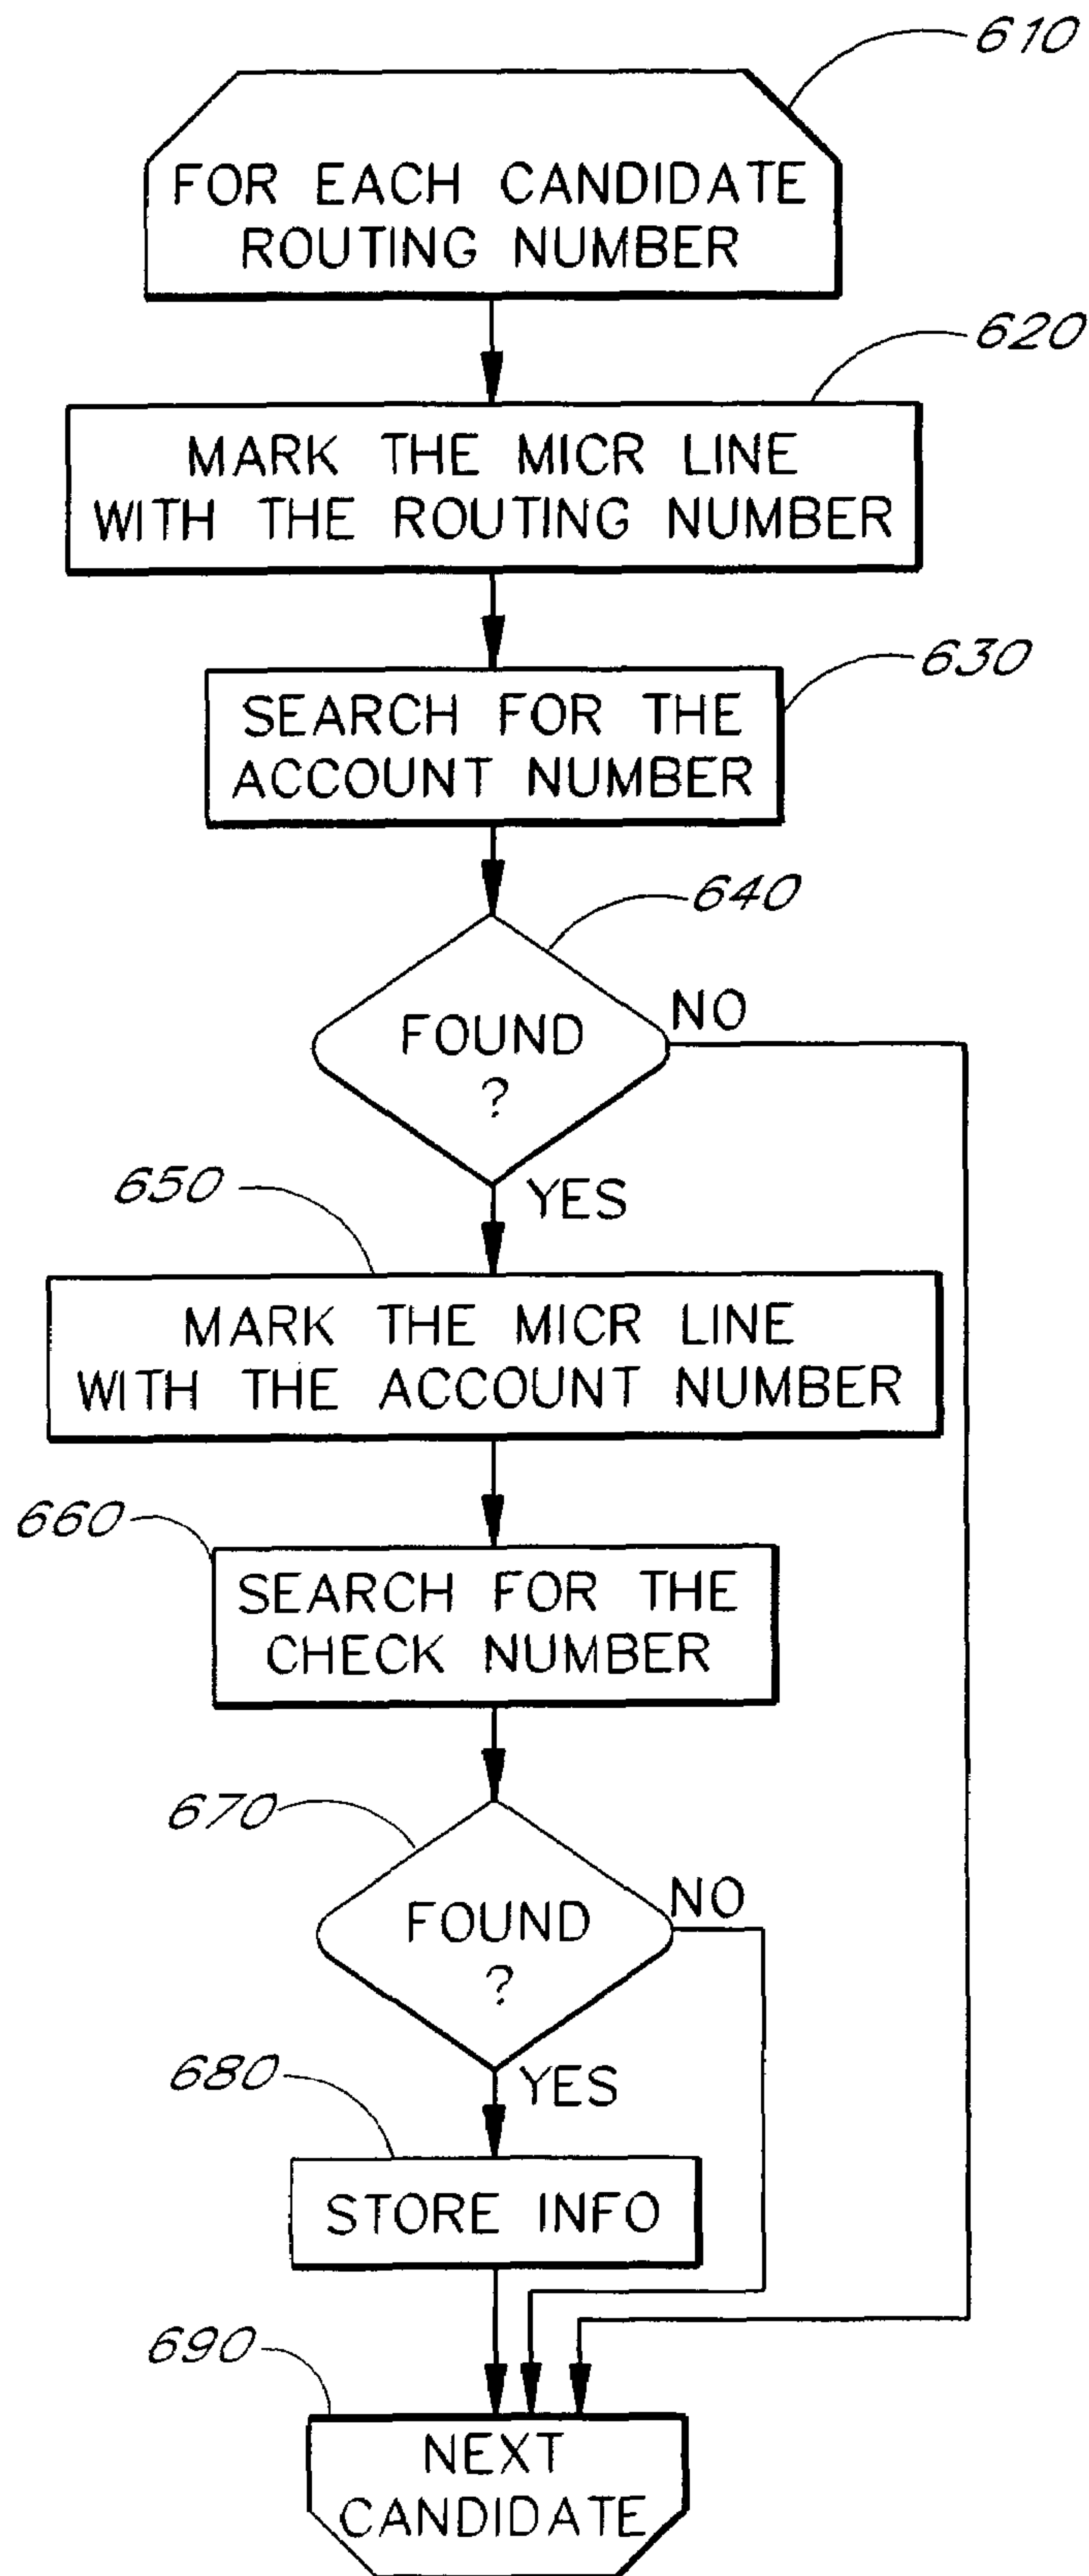 610
FOR EACH CANDIDATE
ROUTING NUMBER
620
MARK THE MICR LINE
WITH THE ROUTING NUMBER
630
SEARCH FOR THE
ACCOUNT NUMBER
640
FOUND
?
NO
YES
650
MARK THE MICR LINE
WITH THE ACCOUNT NUMBER
660
SEARCH FOR THE
CHECK NUMBER
670
FOUND
?
NO
YES
680
STORE INFO
690
NEXT
CANDIDATE